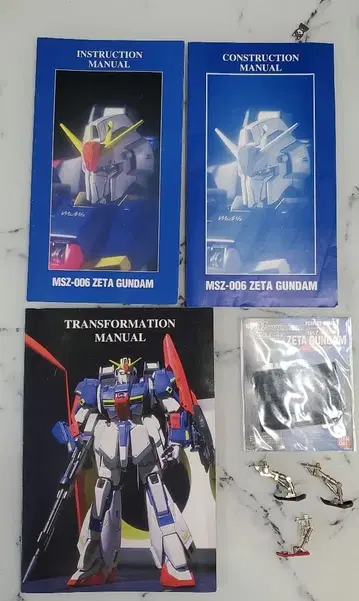 INSTRUCTION
MANUAL
MSZ-006 ZETA GUNDAM
CONSTRUCTION
MANUAL
MSZ-006 ZETA GUNDAM
TRANSFORMATION
MANUAL
ZETA GUNDAM